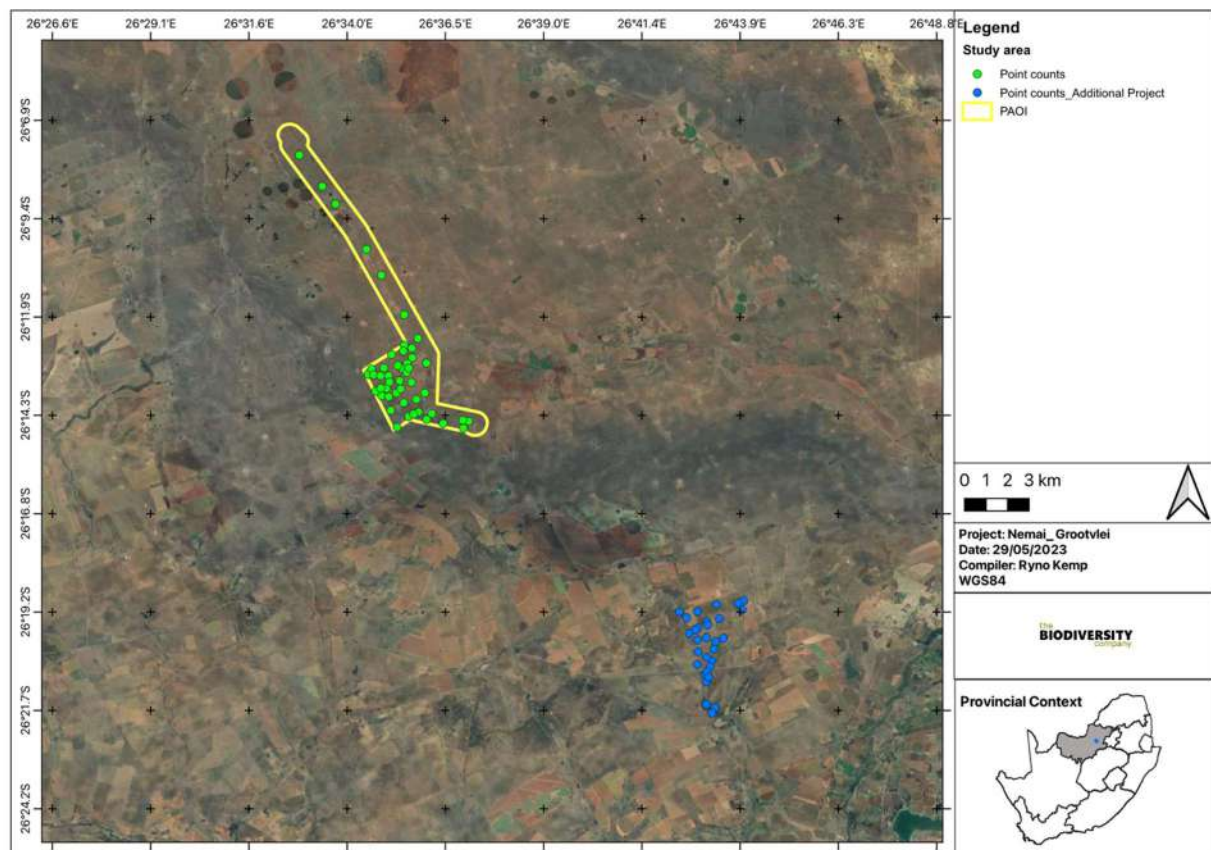 26°26.6'E 26°29.1'E 26°31.6'E 26°34.0'E 26°36.5'E 26°39.0'E 26°41.4'E 26°43.9'E 26°46.3'E 26°48.8'E
Legend
Study area
Point counts
Point counts_Additional Project
PAOI
26°6.9'S
26°9.4'S
26°11.9'S
26°14.3'S
26°16.8'S
26°19.2'S
26°21.7'S
26°24.2'S
0 1 2 3 km
Project: Nemai_Grootvlei
Date: 29/05/2023
Compiler: Ryno Kemp
WGS84
the
BIODIVERSITY
company
Provincial Context